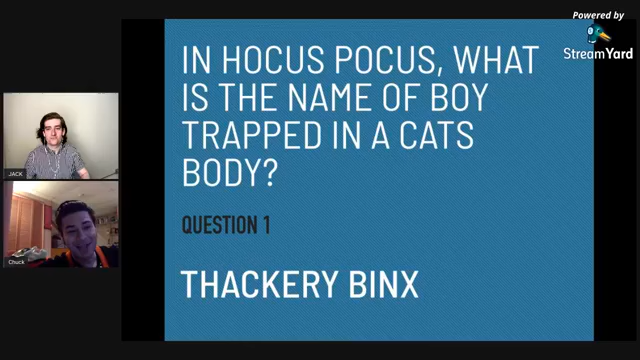 Powered by
StreamYard
IN HOCUS POCUS, WHAT
IS THE NAME OF BOY
TRAPPED IN A CATS
BODY?
QUESTION 1
THACKERY BINX
JACK
Chuck